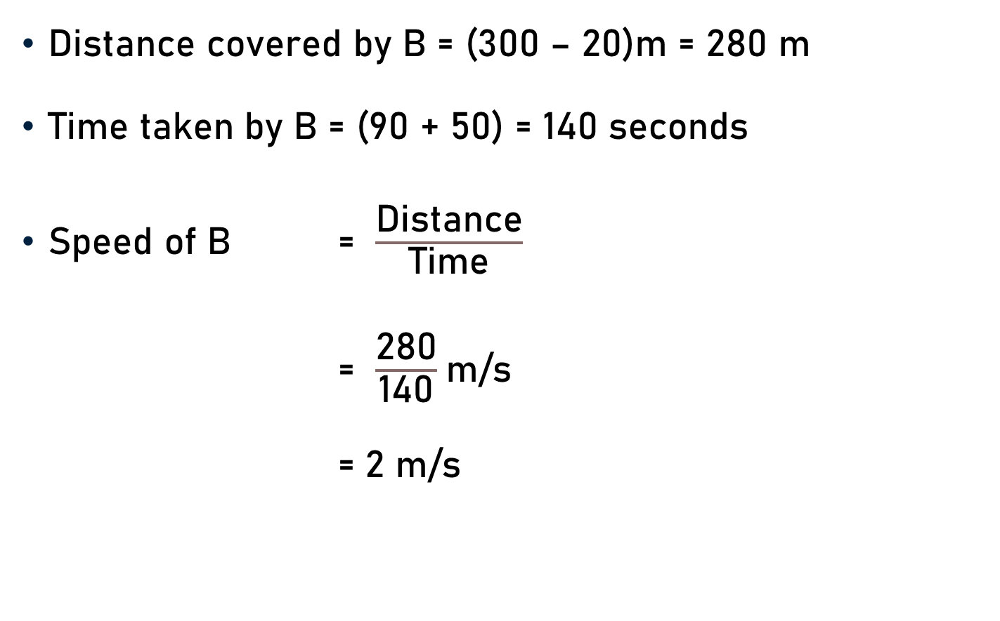 • Distance covered by B = (300 – 20)m = 280 m
• Time taken by B = (90 + 50) = 140 seconds
• Speed of B = Distance / Time
= 280 / 140 m/s
= 2 m/s